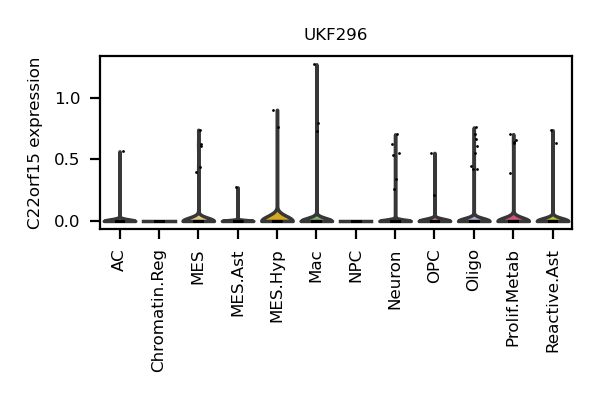 UKF296
C22orf15 expression
1.0
0.5
0.0
AC
Chromatin.Reg
MES
MES.Ast
MES.Hyp
Mac
NPC
Neuron
OPC
Oligo
Prolif.Metab
Reactive.Ast